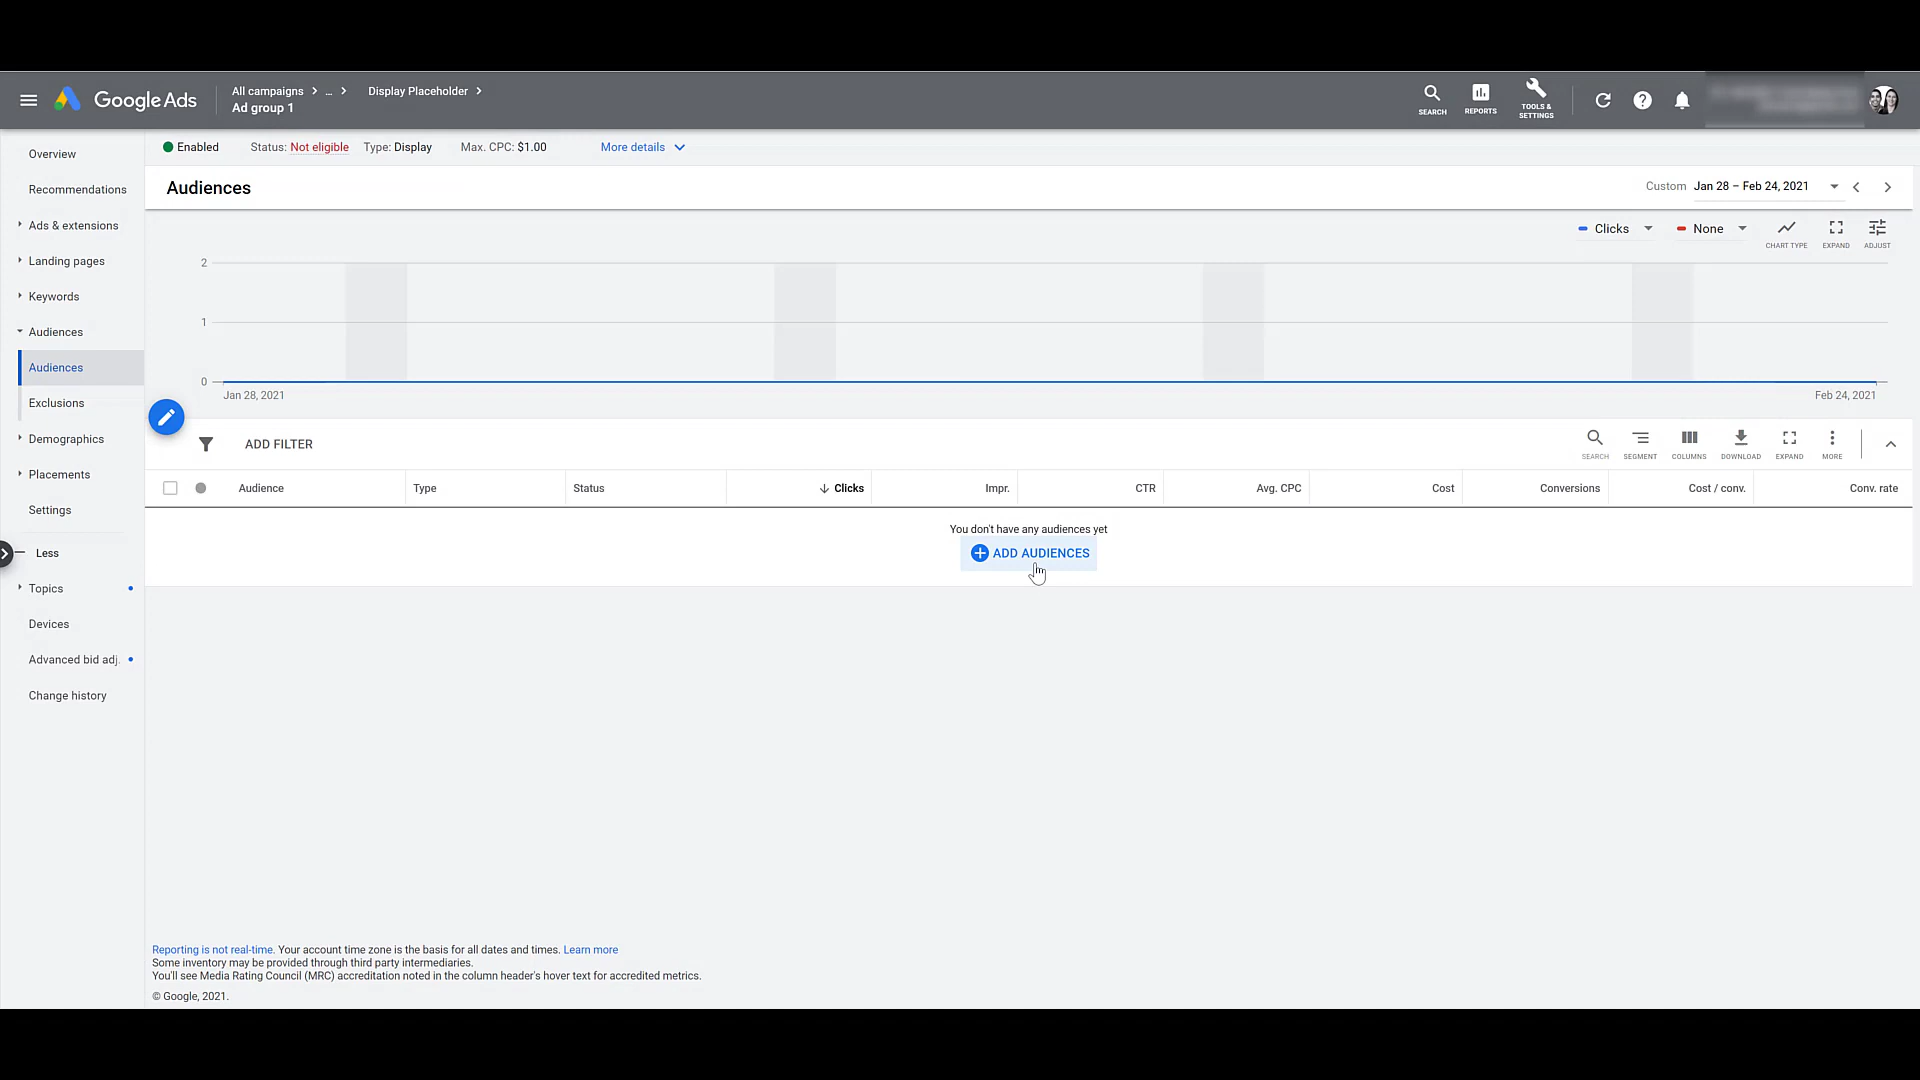 Google Ads
All campaigns > ... > Display Placeholder >
Ad group 1
SEARCH
REPORTS
TOOLS &
SETTINGS
Enabled Status: Not eligible Type: Display Max. CPC: $1.00 More details
Audiences
Custom Jan 28 – Feb 24, 2021
Overview
Recommendations
Ads & extensions
Landing pages
Keywords
Audiences
Audiences
Exclusions
Demographics
Placements
Settings
Less
Topics
Devices
Advanced bid adj.
Change history
Clicks
None
CHART TYPE
EXPAND
ADJUST
2
1
0
Jan 28, 2021
Feb 24, 2021
ADD FILTER
SEARCH
SEGMENT
COLUMNS
DOWNLOAD
EXPAND
MORE
Audience Type Status Clicks Impr. CTR Avg. CPC Cost Conversions Cost / conv. Conv. rate
You don't have any audiences yet
ADD AUDIENCES
Reporting is not real-time. Your account time zone is the basis for all dates and times. Learn more
Some inventory may be provided through third party intermediaries.
You'll see Media Rating Council (MRC) accreditation noted in the column header's hover text for accredited metrics.
© Google, 2021.